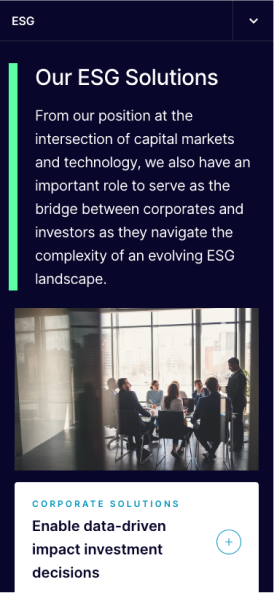 ESG
Our ESG Solutions
From our position at the
intersection of capital markets
and technology, we also have an
important role to serve as the
bridge between corporates and
investors as they navigate the
complexity of an evolving ESG
landscape.
CORPORATE SOLUTIONS
Enable data-driven
impact investment
decisions